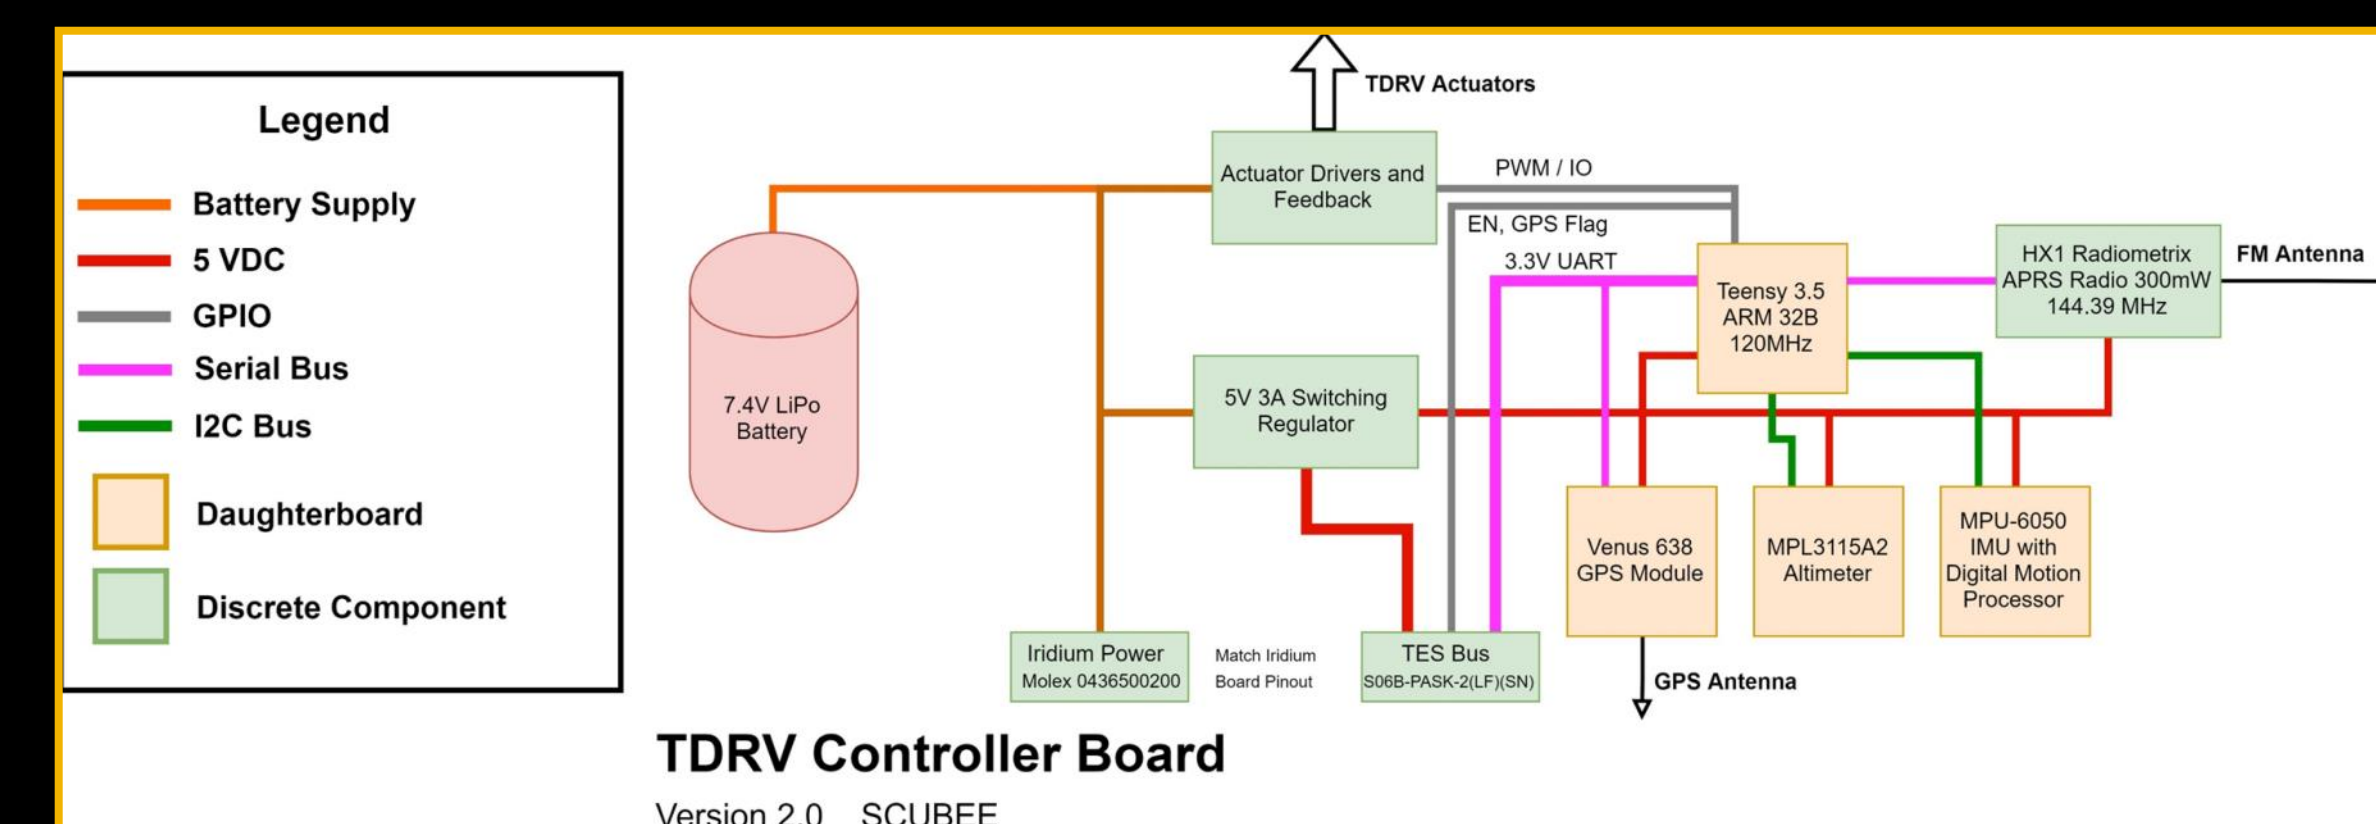 Legend
Battery Supply
5 VDC
GPIO
Serial Bus
I2C Bus
Daughterboard
Discrete Component
TDRV Actuators
Actuator Drivers and
Feedback
PWM / IO
EN, GPS Flag
3.3V UART
7.4V LiPo
Battery
5V 3A Switching
Regulator
Teensy 3.5
ARM 32B
120MHz
HX1 Radiometrix
APRS Radio 300mW
144.39 MHz
FM Antenna
Venus 638
GPS Module
MPL3115A2
Altimeter
MPU-6050
IMU with
Digital Motion
Processor
Iridium Power
Molex 0436500200
Match Iridium
Board Pinout
TES Bus
S06B-PASK-2(LF)(SN)
GPS Antenna
TDRV Controller Board
Version 2.0 SCUBEE